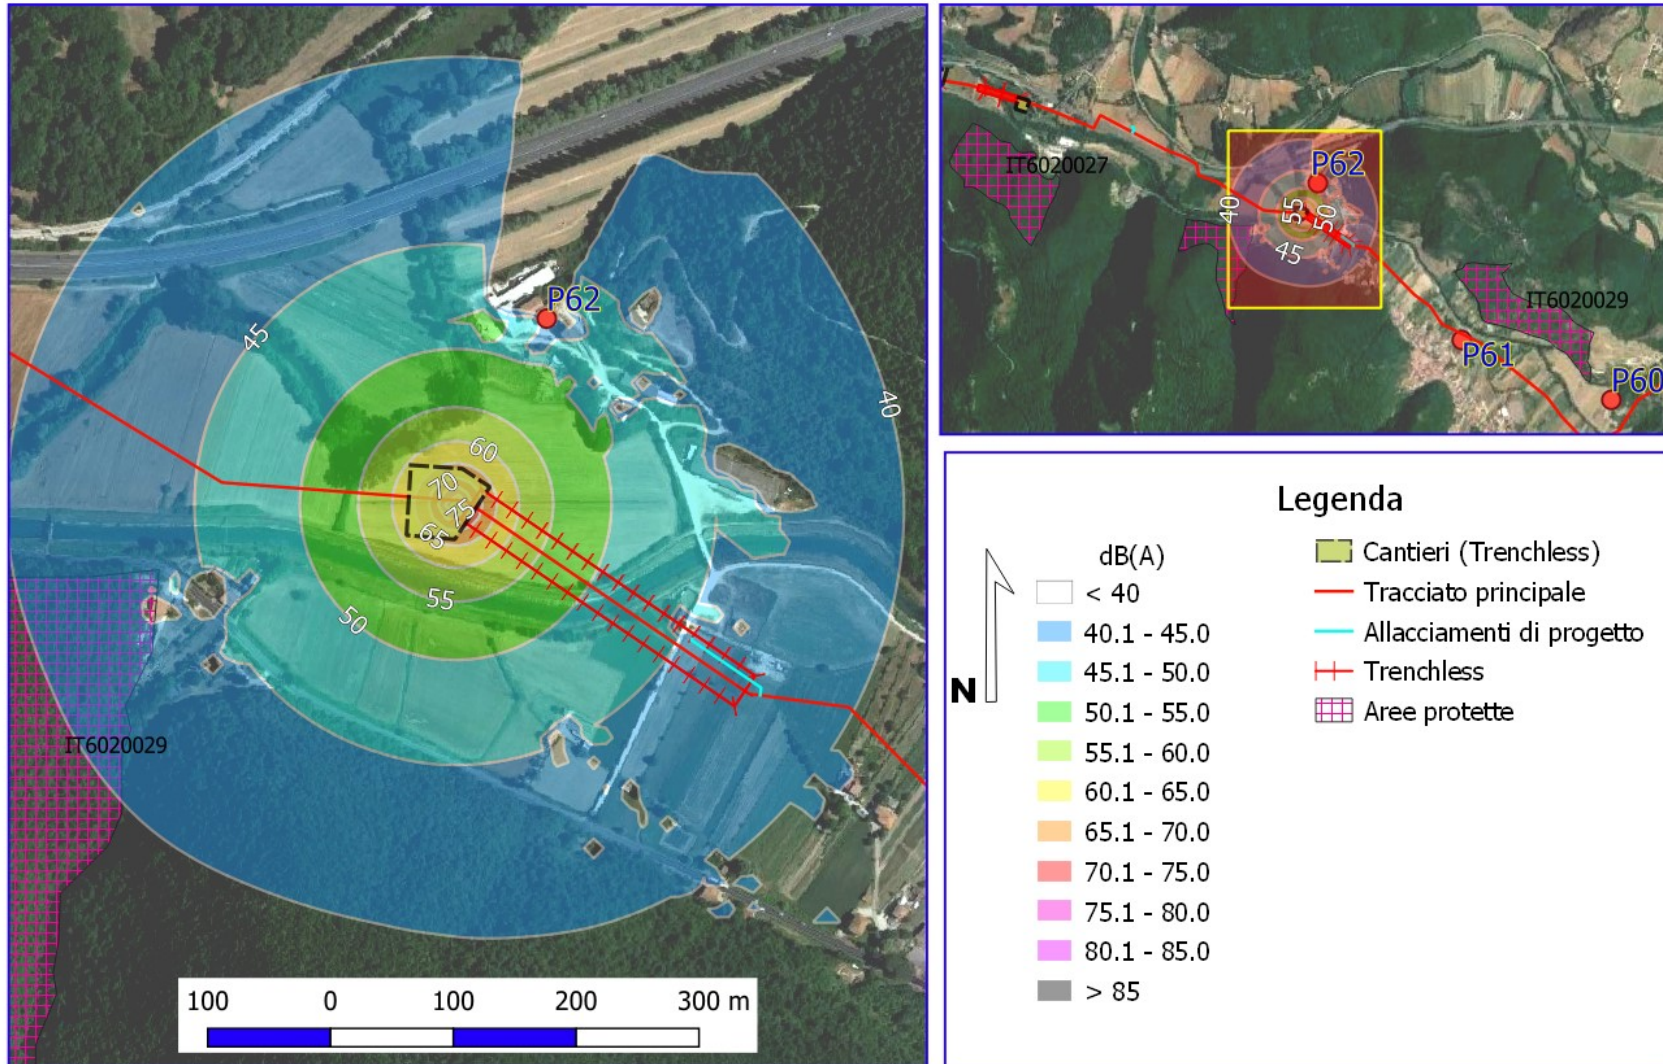 45
P62
40
60
70
75
65
55
50
IT6020029
100 0 100 200 300 m
IT6020027
P62
40
55
50
45
IT6020029
P61
P60
Legenda
dB(A)
< 40
40.1 - 45.0
45.1 - 50.0
50.1 - 55.0
55.1 - 60.0
60.1 - 65.0
65.1 - 70.0
70.1 - 75.0
75.1 - 80.0
80.1 - 85.0
> 85
N
Cantieri (Trenchless)
Tracciato principale
Allacciamenti di progetto
Trenchless
Aree protette